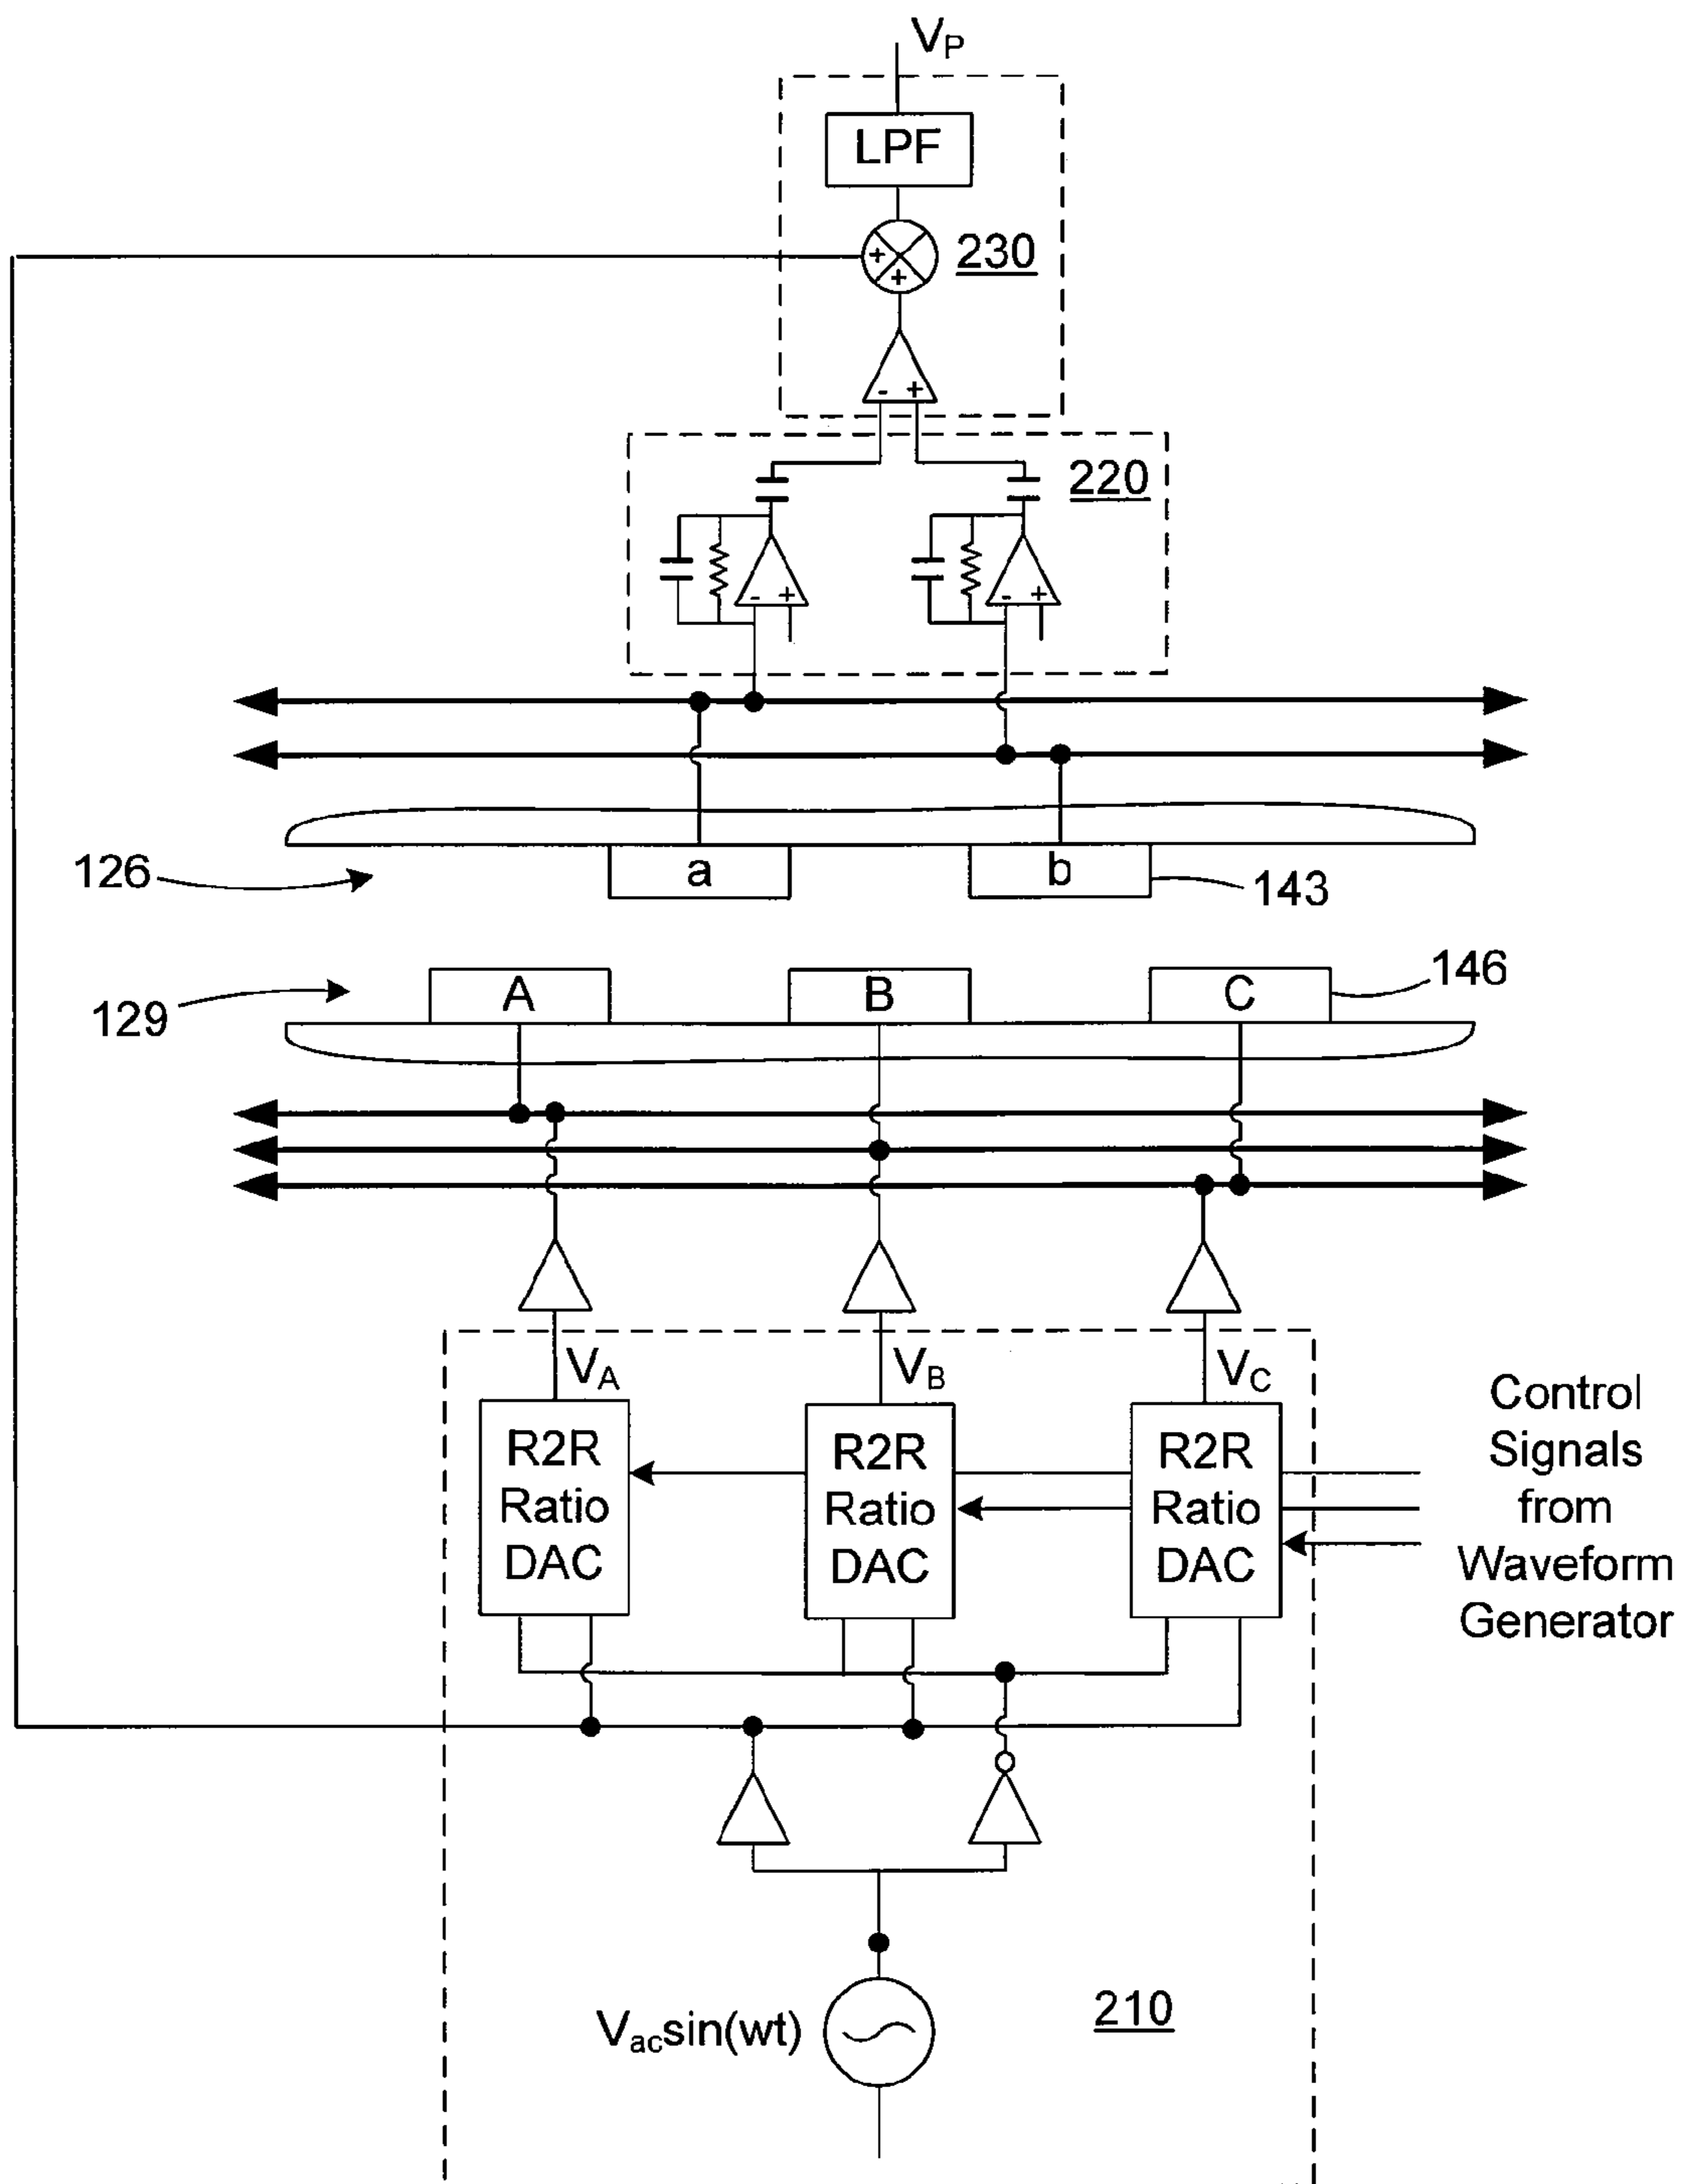 VP
LPF
+
+
230
- +
220
- +
- +
a
b
126
143
A
B
C
146
129
VA
VB
VC
R2R
Ratio
DAC
R2R
Ratio
DAC
R2R
Ratio
DAC
Control
Signals
from
Waveform
Generator
Vacsin(wt)
210